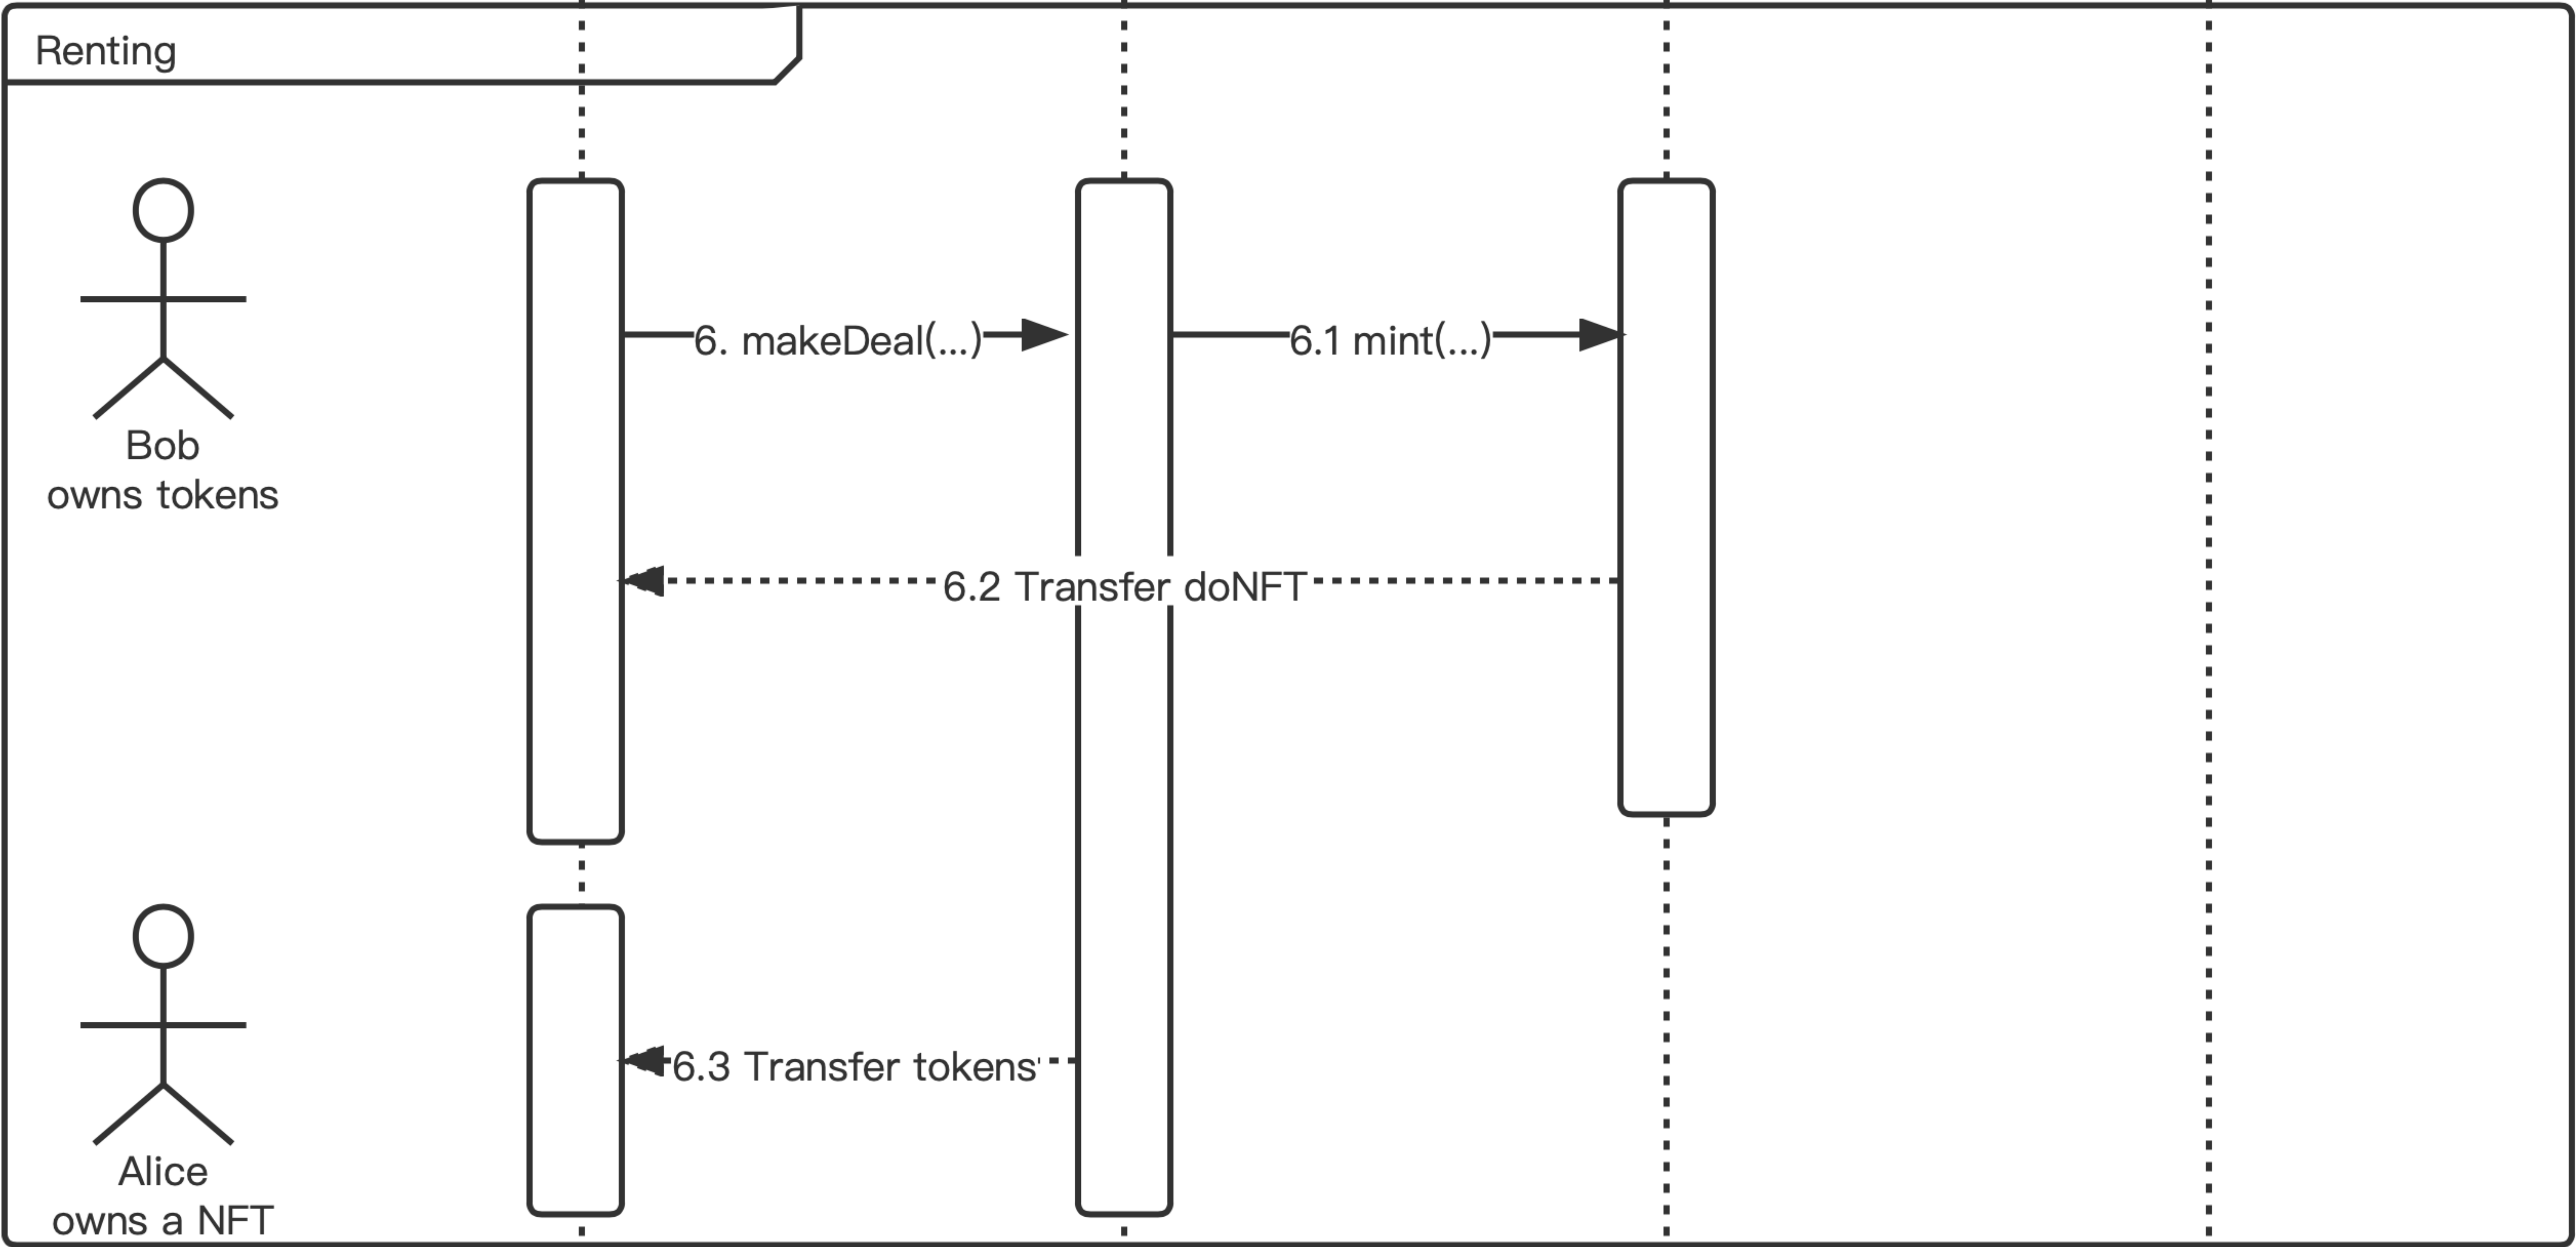 Renting
6. makeDeal(...)
6.1 mint(...)
Bob
owns tokens
6.2 Transfer doNFT
6.3 Transfer tokens
Alice
owns a NFT